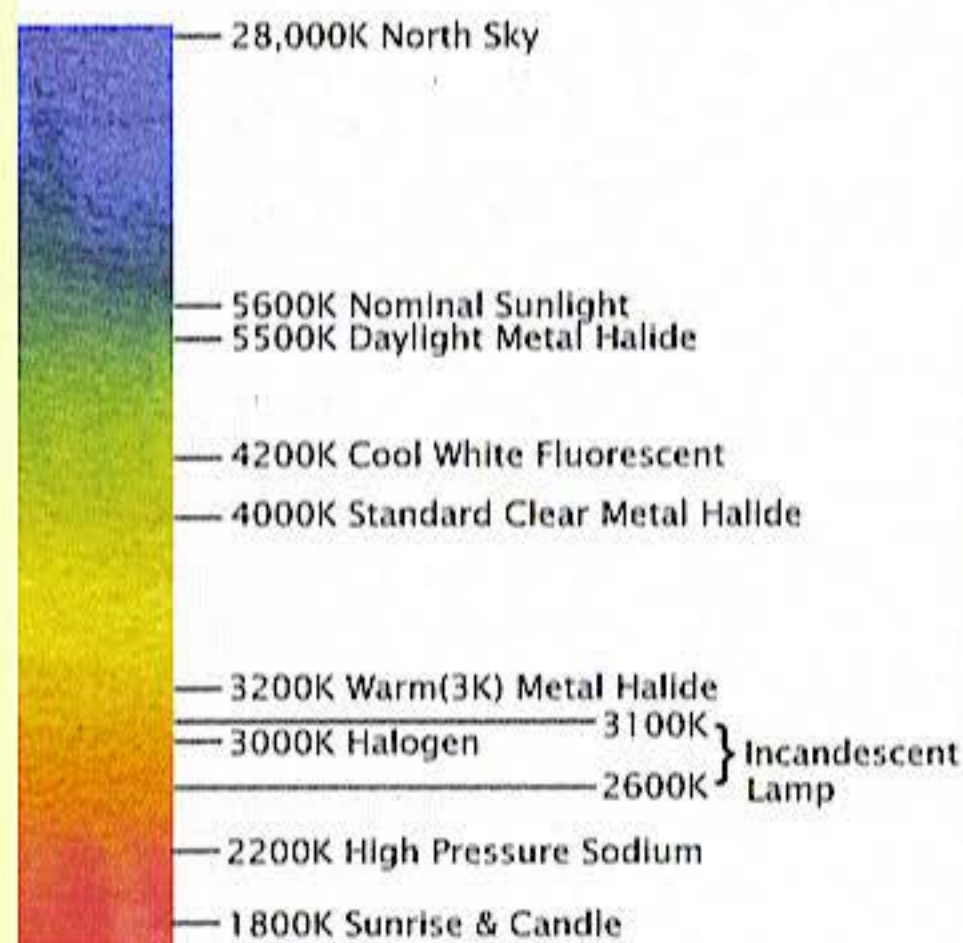 28,000K North Sky
5600K Nominal Sunlight
5500K Daylight Metal Halide
4200K Cool White Fluorescent
4000K Standard Clear Metal Halide
3200K Warm(3K) Metal Halide
3100K
3000K Halogen
Incandescent
2600K
Lamp
2200K High Pressure Sodium
1800K Sunrise & Candle